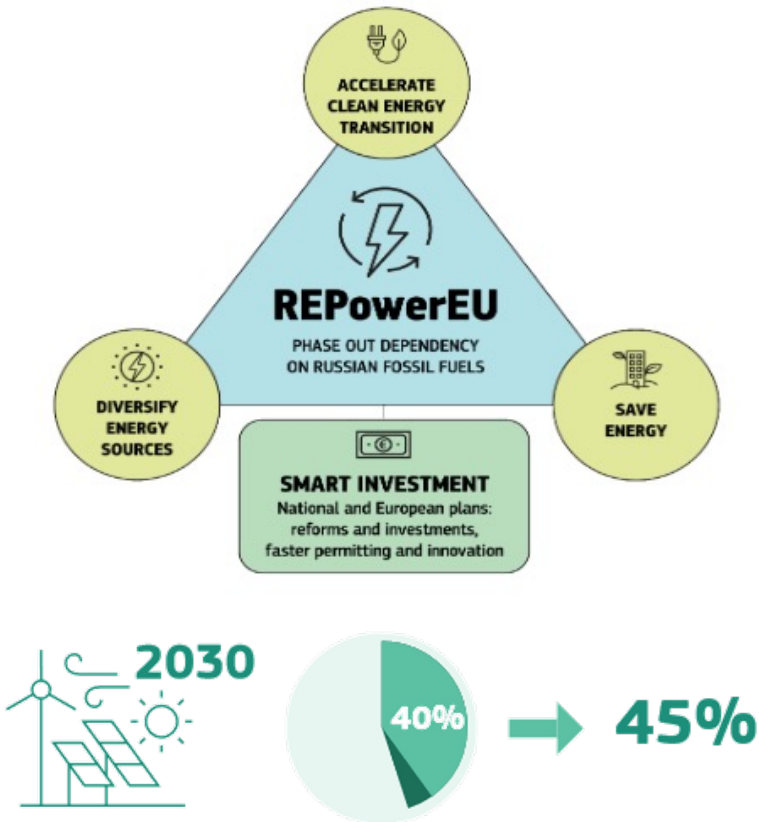 ACCELERATE
CLEAN ENERGY
TRANSITION
REPowerEU
PHASE OUT DEPENDENCY
ON RUSSIAN FOSSIL FUELS
DIVERSIFY
ENERGY
SOURCES
SAVE
ENERGY
€
SMART INVESTMENT
National and European plans:
reforms and investments,
faster permitting and innovation
2030
40%
45%